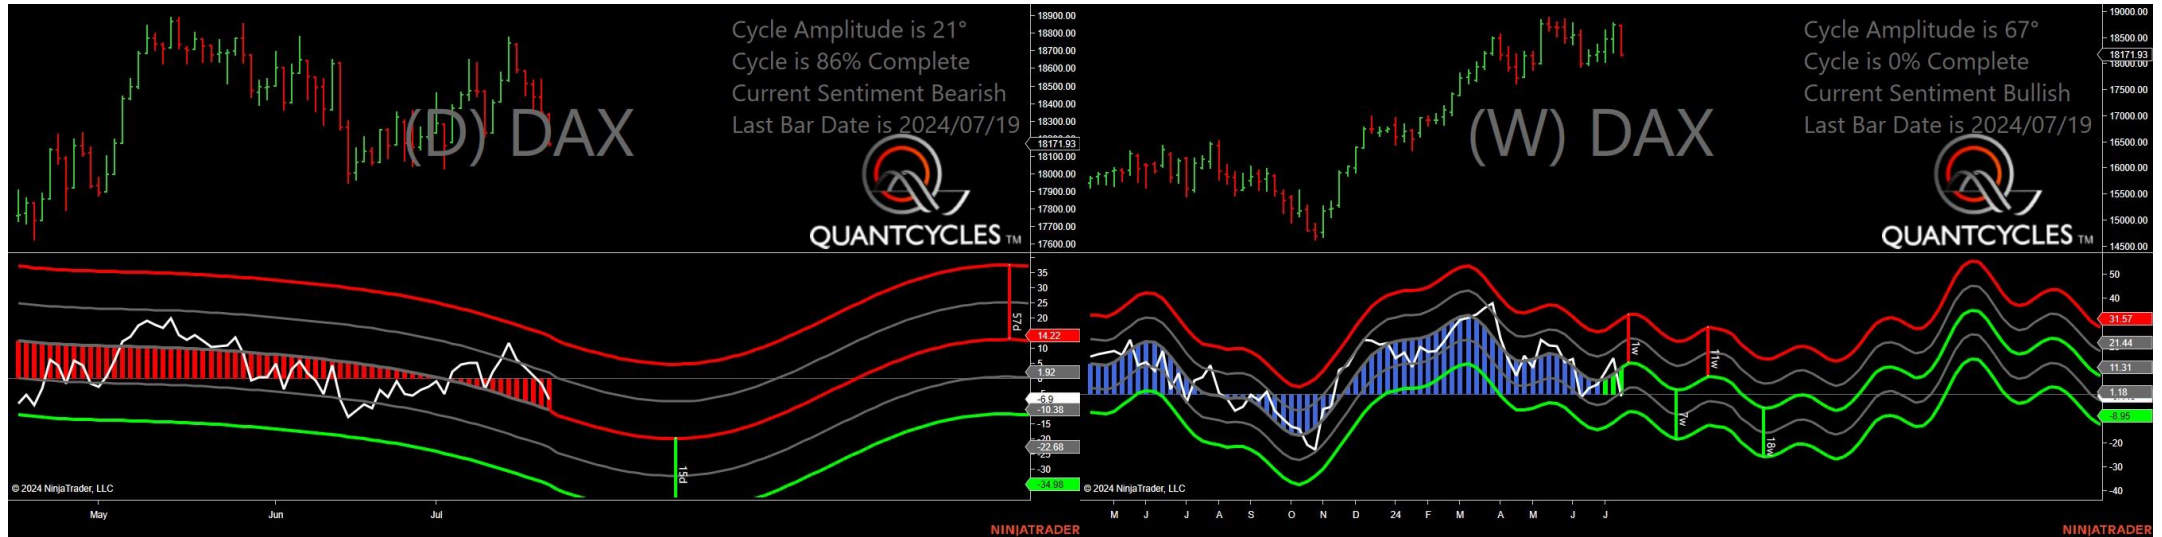 Cycle Amplitude is 21°
Cycle is 86% Complete
Current Sentiment Bearish
Last Bar Date is 2024/07/19
(D) DAX
QUANTCYCLES TM
18900.00
18800.00
18700.00
18600.00
18500.00
18400.00
18300.00
18171.93
18100.00
18000.00
17900.00
17800.00
17700.00
17600.00
35
30
25
20
57d
14.22
10
5
1.92
-6.9
-10.38
-15
-22.68
-30
-34.98
15d
© 2024 NinjaTrader, LLC
May Jun Jul
NINJATRADER
Cycle Amplitude is 67°
Cycle is 0% Complete
Current Sentiment Bullish
Last Bar Date is 2024/07/19
(W) DAX
QUANTCYCLES TM
19000.00
18500.00
18171.93
18000.00
17500.00
17000.00
16500.00
16000.00
15500.00
15000.00
14500.00
50
40
31.57
21.44
11.31
1.18
-8.95
-20
-30
-40
1w
11w
7w
18w
© 2024 NinjaTrader, LLC
M J J A S O N D 24 F M A M J J
NINJATRADER